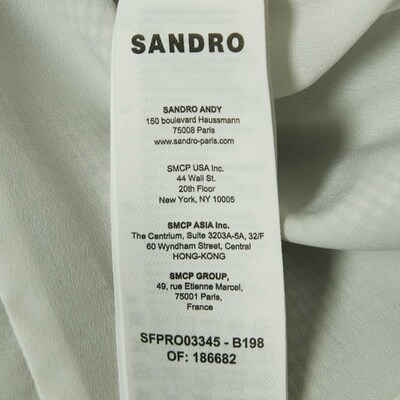 SANDRO
SANDRO ANDY
150 boulevard Haussmann
75008 Paris
www.sandro-paris.com
SMCP USA Inc.
44 Wall St.
20th Floor
New York, NY 10005
SMCP ASIA Inc.
The Centrium, Suite 3203A-5A, 32/F
60 Wyndham Street, Central
HONG-KONG
SMCP GROUP,
49, rue Etienne Marcel,
75001 Paris,
France
SFPRO03345 - B198
OF: 186682